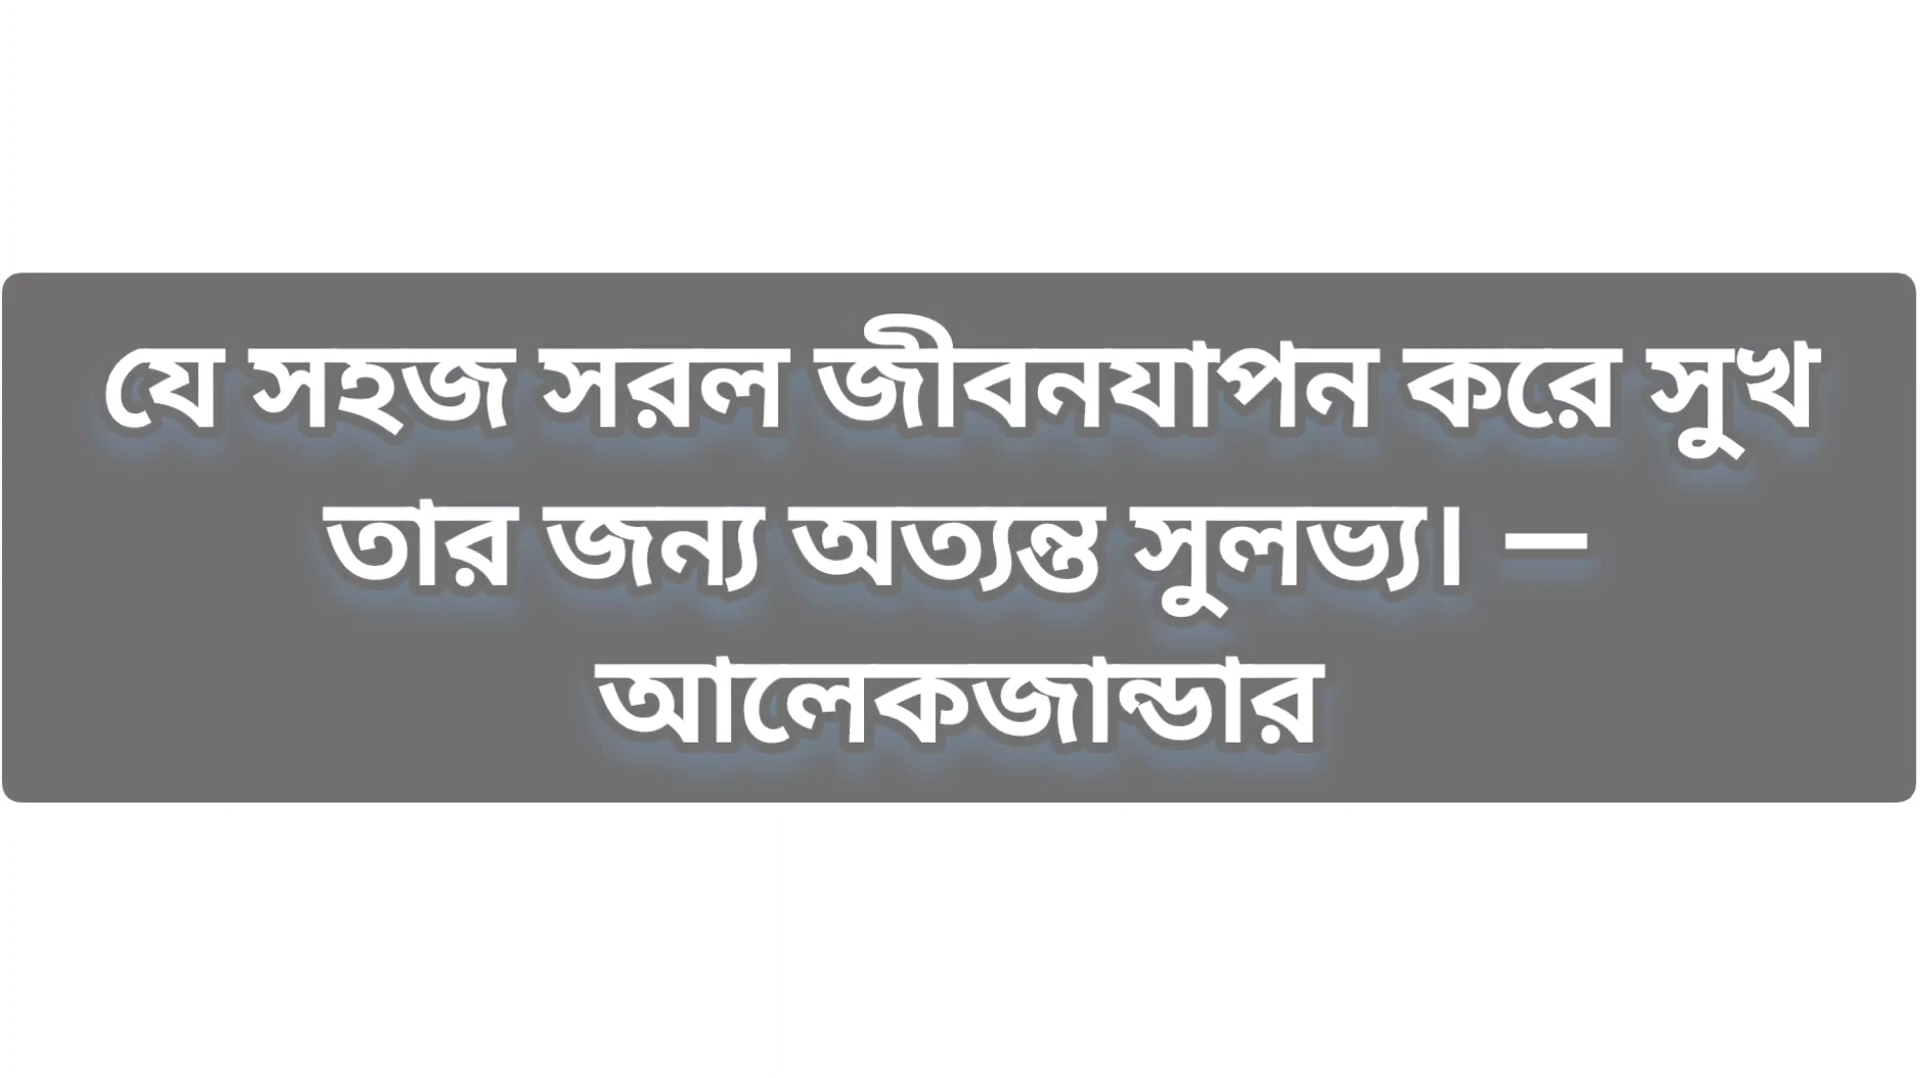 যে সহজ সরল জীবনযাপন করে সুখ
তার জন্য অত্যন্ত সুলভ্য। –
আলেকজান্ডার